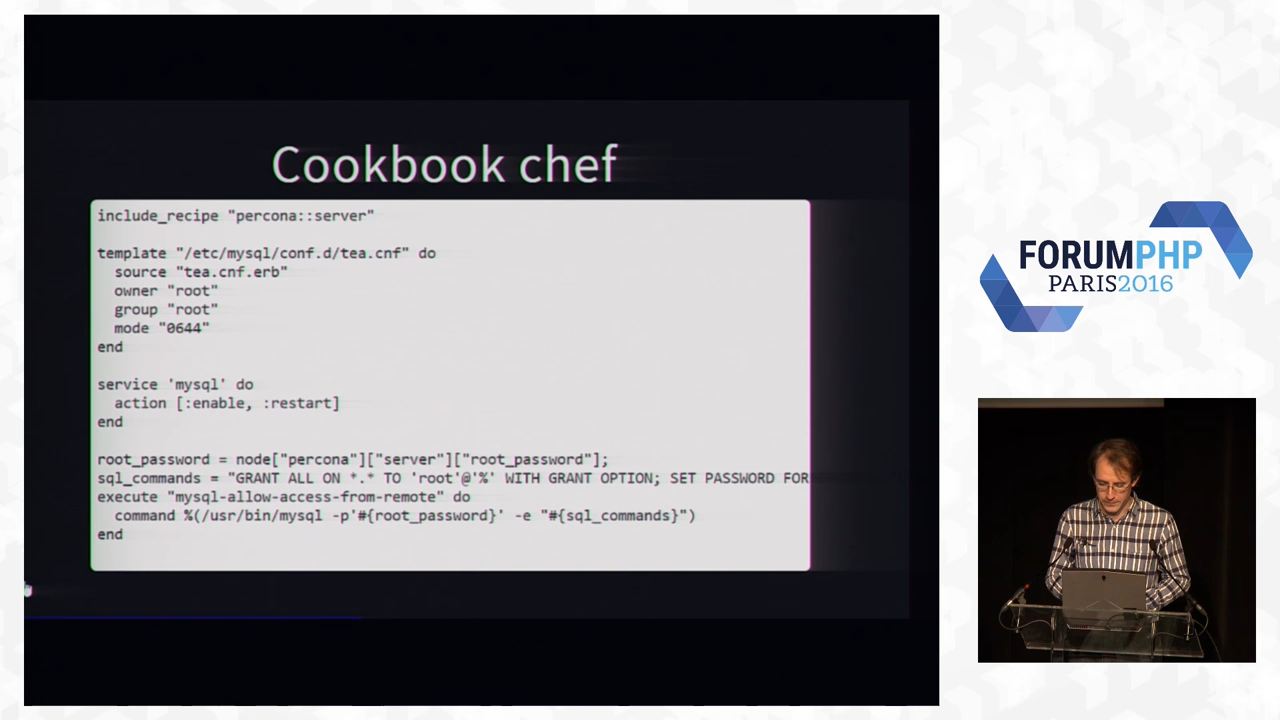 Cookbook chef
include_recipe "percona::server"
template "/etc/mysql/conf.d/tea.cnf" do
source "tea.cnf.erb"
owner "root"
group "root"
mode "0644"
end
service 'mysql' do
action [:enable, :restart]
end
root_password = node["percona"]["server"]["root_password"];
sql_commands = "GRANT ALL ON *.* TO 'root'@'%' WITH GRANT OPTION; SET PASSWORD FOR
execute "mysql-allow-access-from-remote" do
command %(/usr/bin/mysql -p'#{root_password}' -e "#{sql_commands}")
end
FORUMPHP
PARIS2016